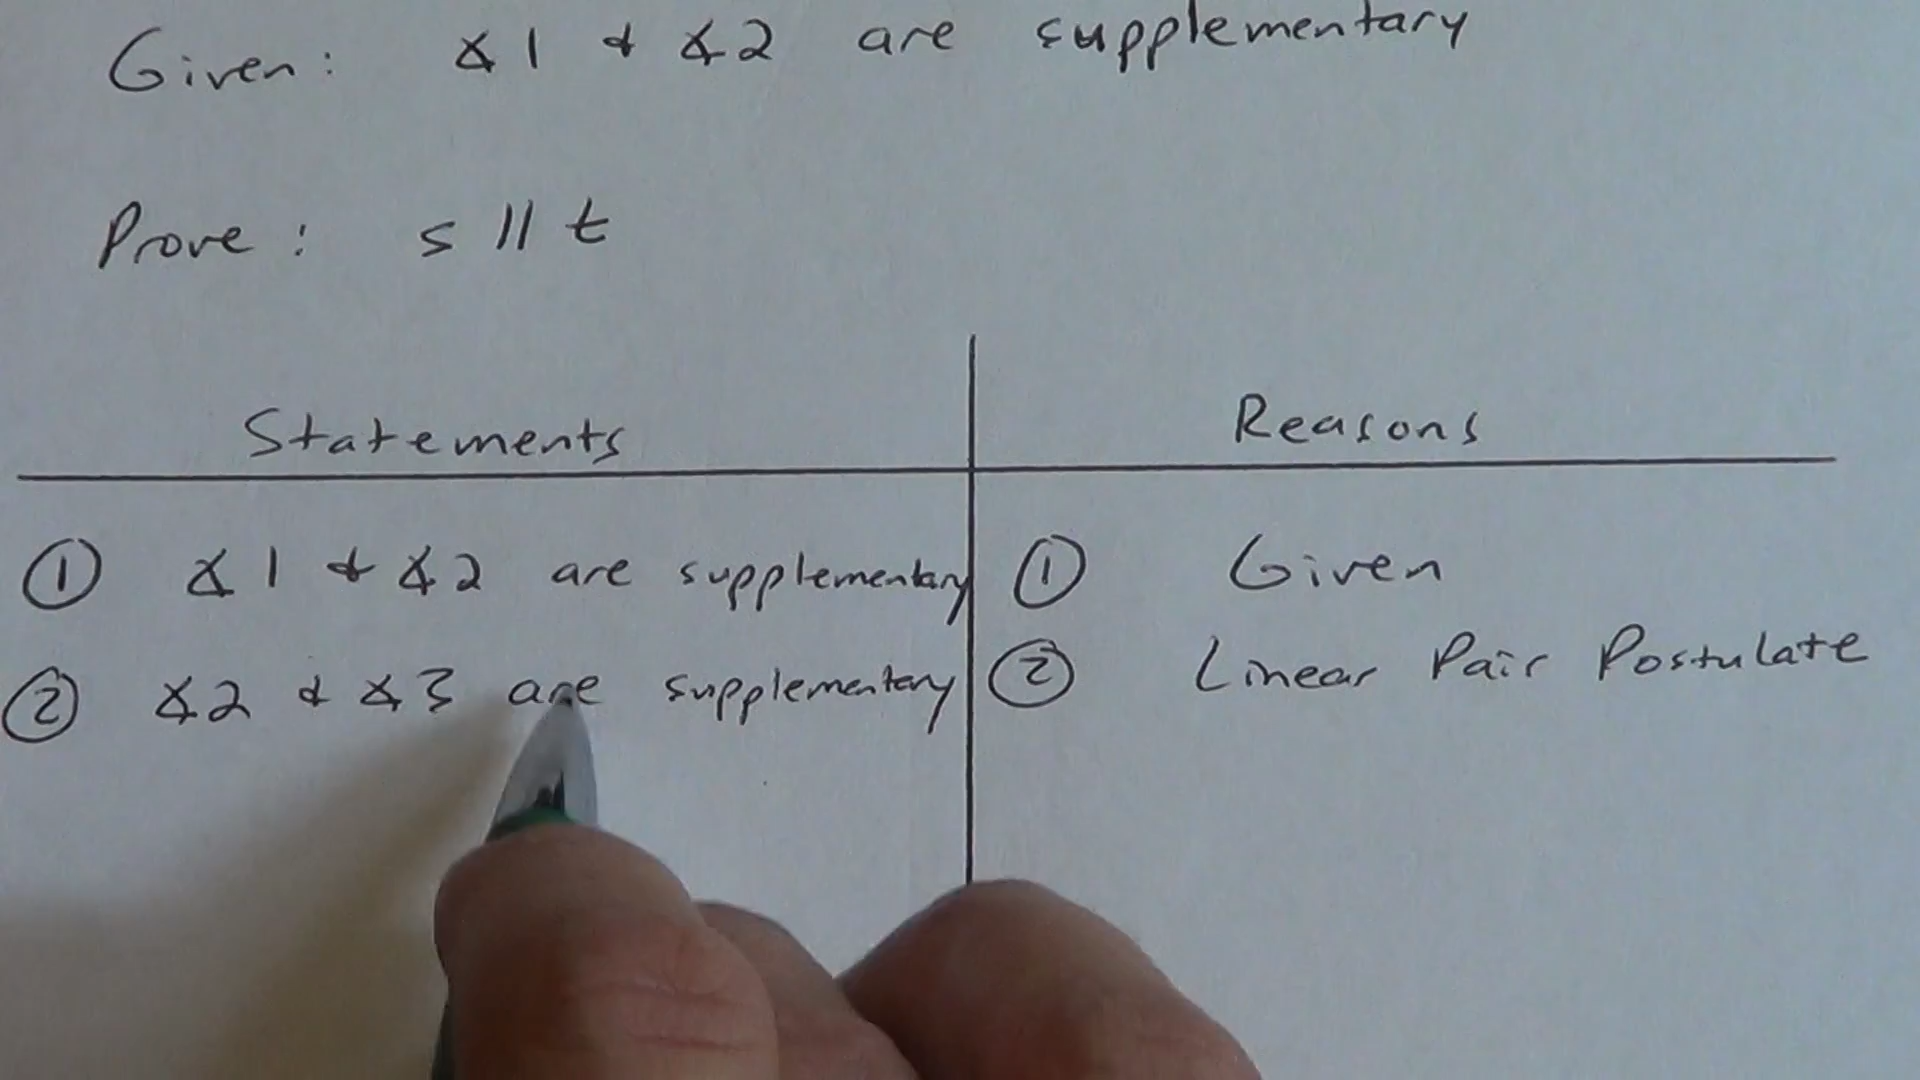 Given: ∡1 & ∡2 are supplementary
Prove: s || t
Statements Reasons
① ∡1 & ∡2 are supplementary ① Given
② ∡2 & ∡3 are supplementary ② Linear Pair Postulate